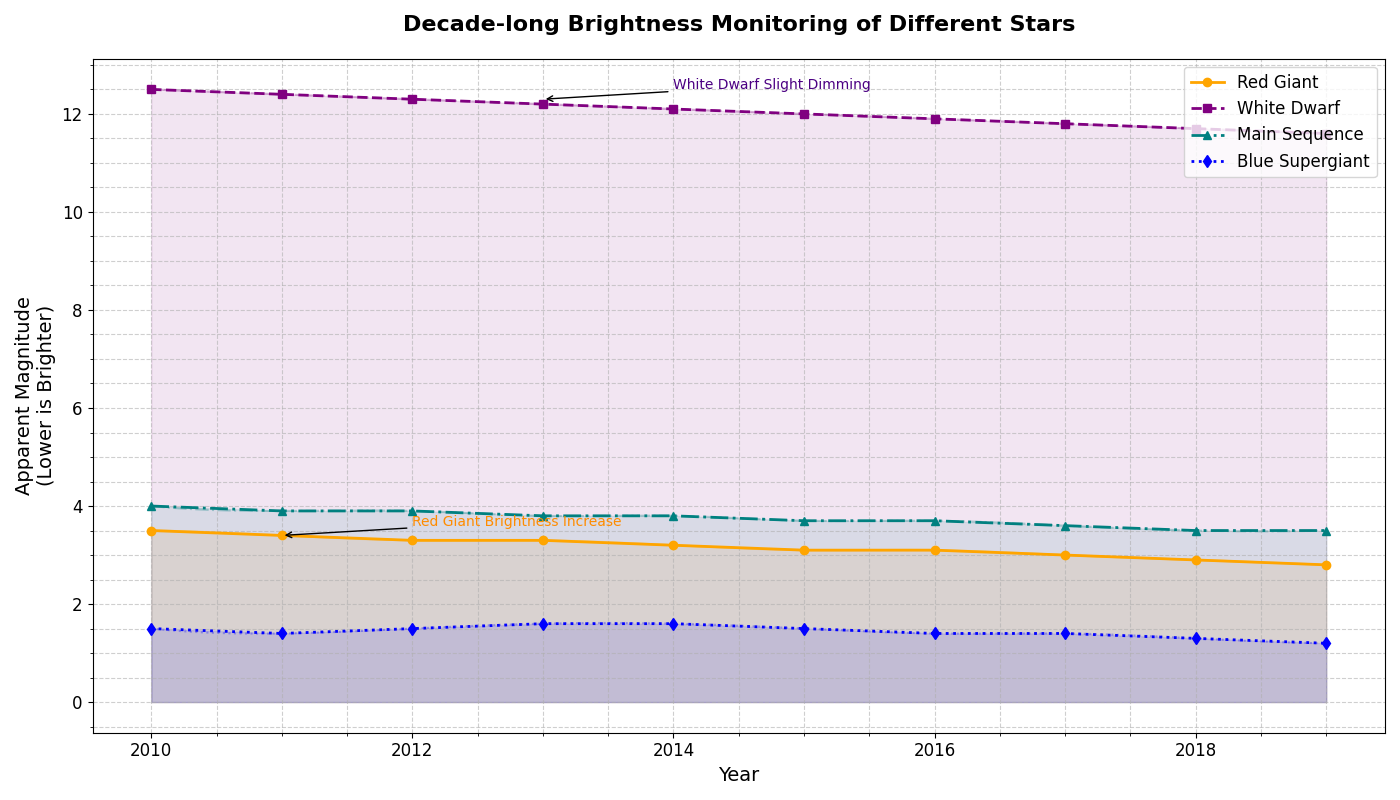 Decade-long Brightness Monitoring of Different Stars
White Dwarf Slight Dimming
Red Giant
White Dwarf
Main Sequence
Blue Supergiant
12
10
8
6
4
2
0
Apparent Magnitude
(Lower is Brighter)
Red Giant Brightness Increase
2010
2012
2014
2016
2018
Year